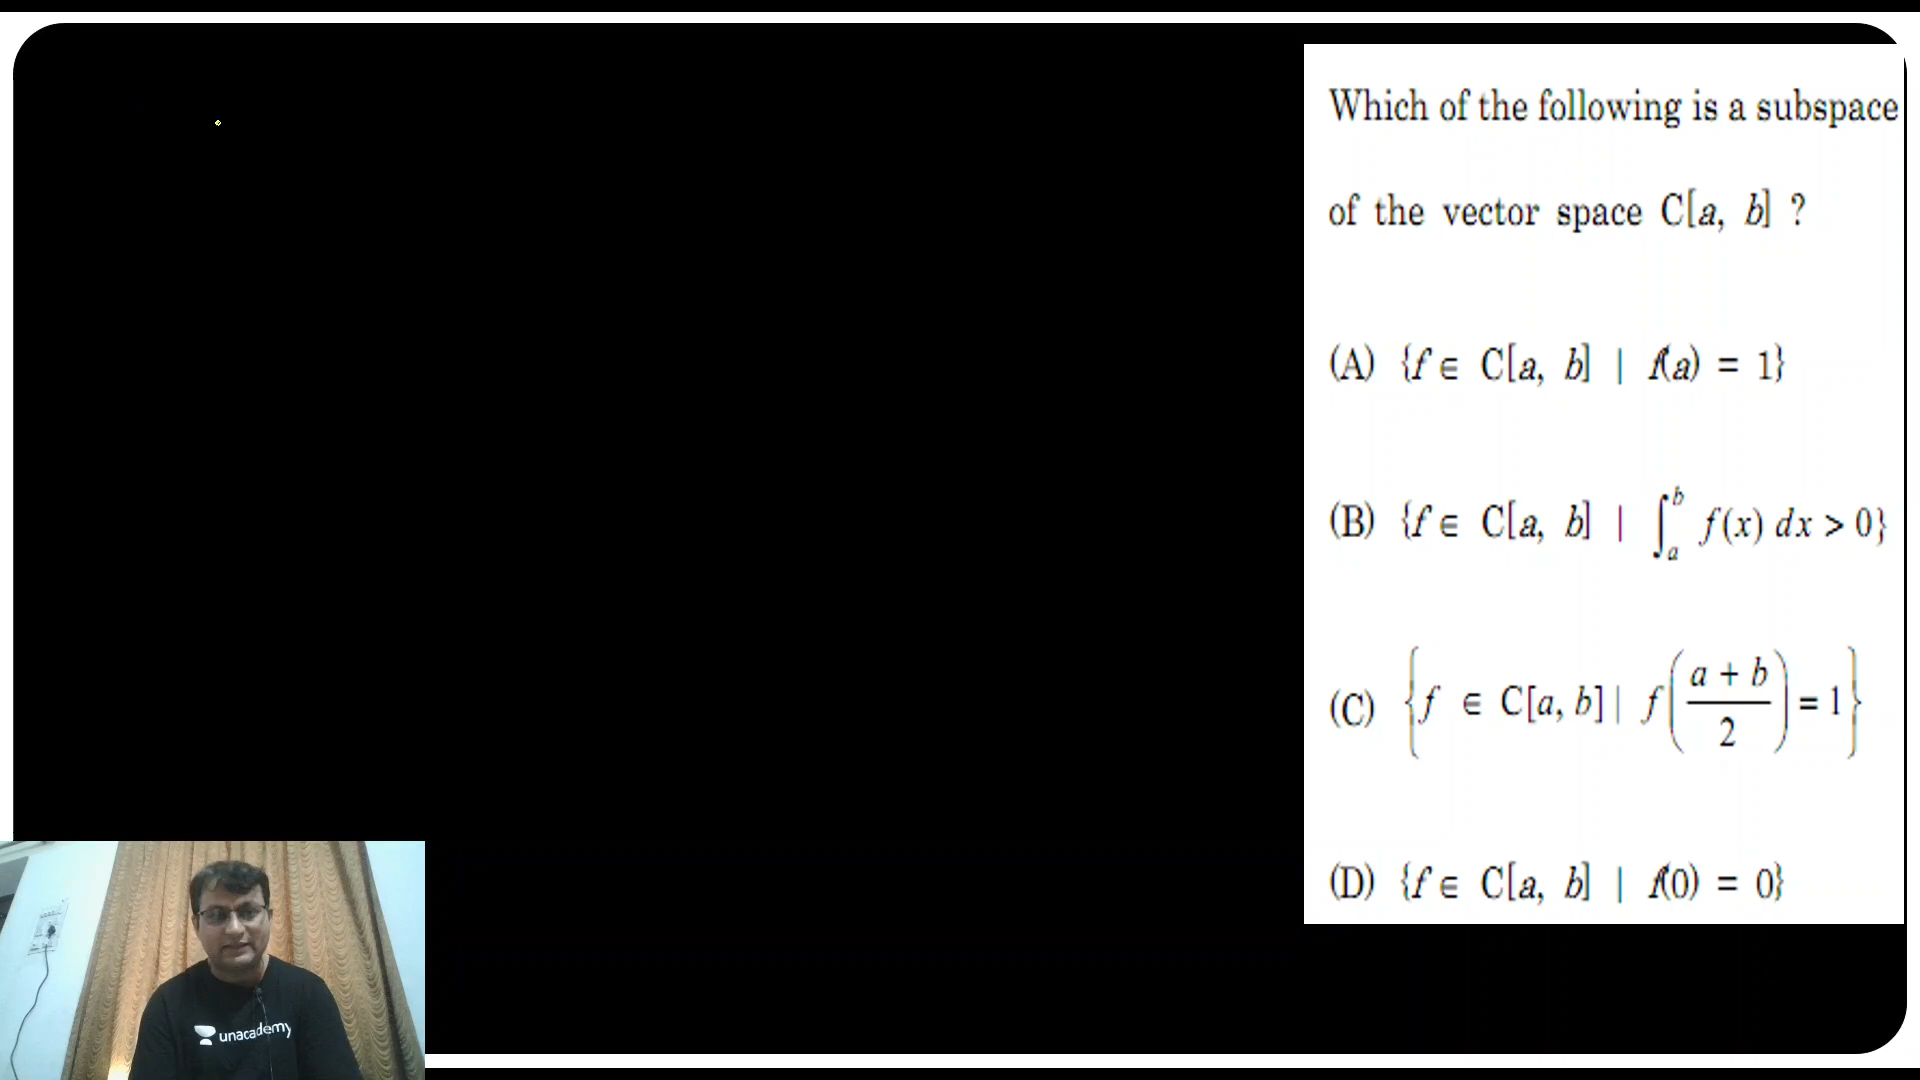 Which of the following is a subspace
of the vector space C[a, b] ?
(A) {f ∈ C[a, b] | f(a) = 1}
(B) {f ∈ C[a, b] | ∫_a^b f(x) dx > 0}
(C) {f ∈ C[a, b] | f((a + b)/2) = 1}
(D) {f ∈ C[a, b] | f(0) = 0}
unacademy